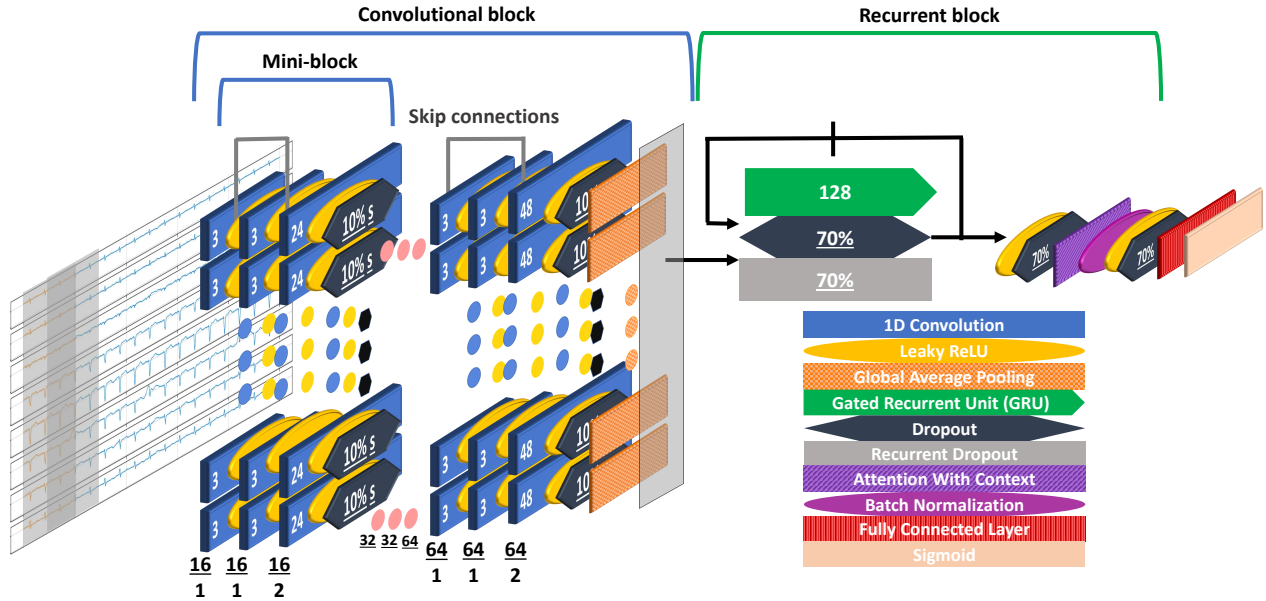 Convolutional block
Recurrent block
Mini-block
Skip connections
3 3 24 10% s
3 3 24 10% s
3 3 48 10
3 3 48 10
128
70%
70%
70%
70%
1D Convolution
Leaky ReLU
Global Average Pooling
Gated Recurrent Unit (GRU)
Dropout
Recurrent Dropout
Attention With Context
Batch Normalization
Fully Connected Layer
Sigmoid
3 3 24 10% s
3 3 24 10% s
3 3 48 10
3 3 48 10
32 32 64
16 16 16
1 1 2
64 64 64
1 1 2